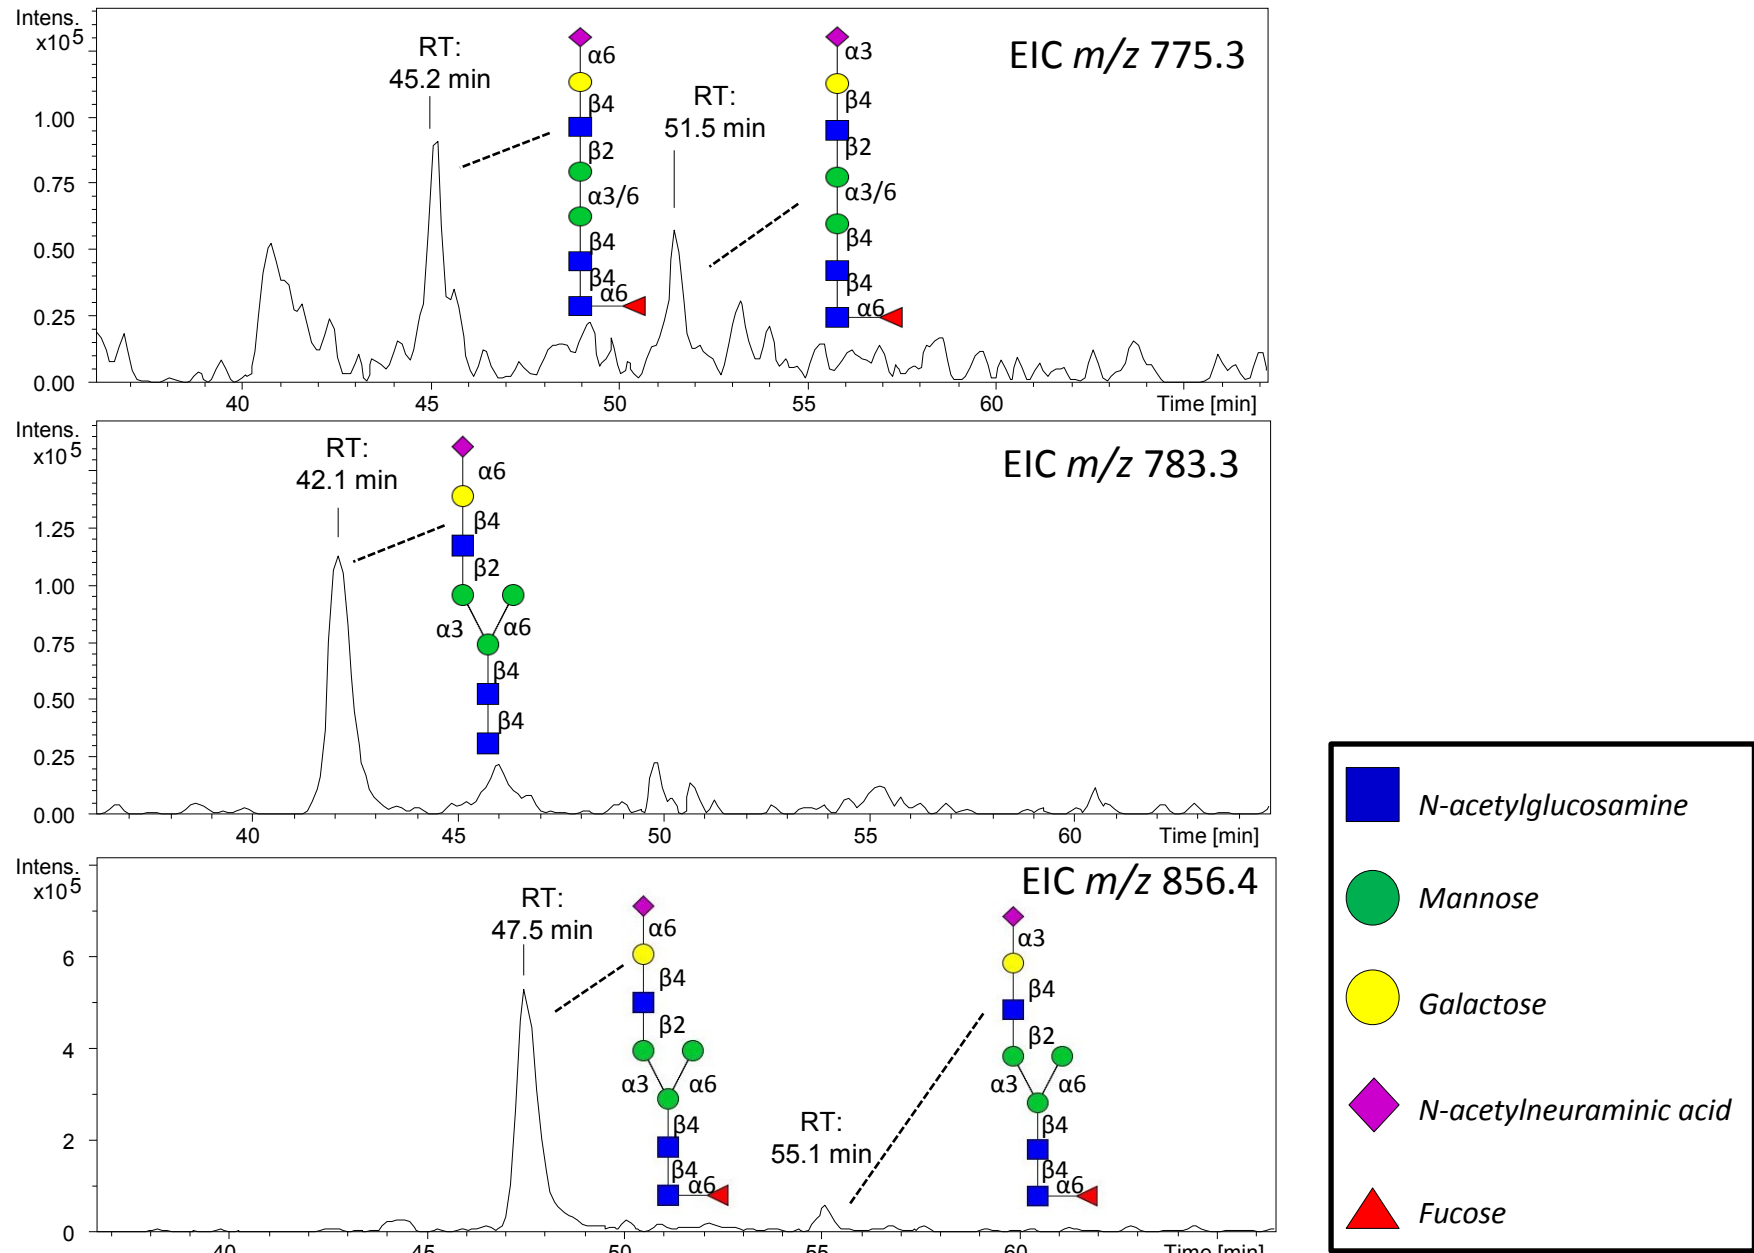 Intens.
x10^5
RT:
45.2 min
RT:
51.5 min
EIC m/z 775.3
α6
β4
β2
α3/6
β4
β4
α6
α3
β4
β2
α3/6
β4
β4
α6
1.00
0.75
0.50
0.25
0.00
40 45 50 55 60 Time [min]
Intens.
x10^5
RT:
42.1 min
EIC m/z 783.3
α6
β4
β2
α3 α6
β4
β4
1.25
1.00
0.75
0.50
0.25
0.00
40 45 50 55 60 Time [min]
Intens.
x10^5
RT:
47.5 min
EIC m/z 856.4
α6
β4
β2
α3 α6
β4
β4
α6
RT:
55.1 min
α3
β4
β2
α3 α6
β4
β4
α6
6
4
2
0
40 45 50 55 60 Time [min]
N-acetylglucosamine
Mannose
Galactose
N-acetylneuraminic acid
Fucose